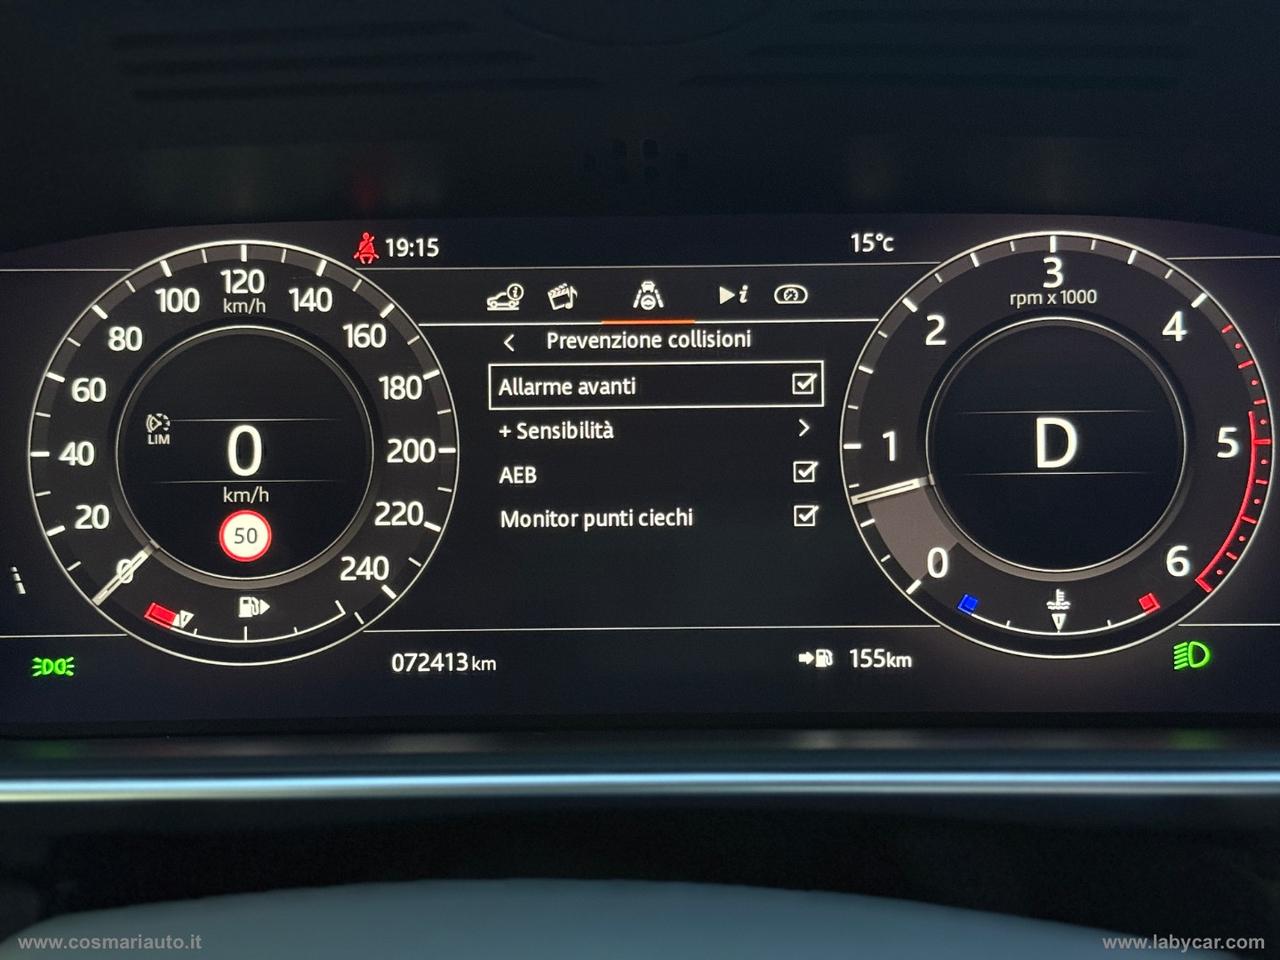 19:15
15°C
0
20
40
60
80
100
120
km/h
140
160
180
200
220
240
LIM
0
km/h
50
Prevenzione collisioni
Allarme avanti
+ Sensibilità
AEB
Monitor punti ciechi
0
1
2
3
rpm x 1000
4
5
6
D
072413 km
155km
www.cosmariauto.it
www.labycar.com